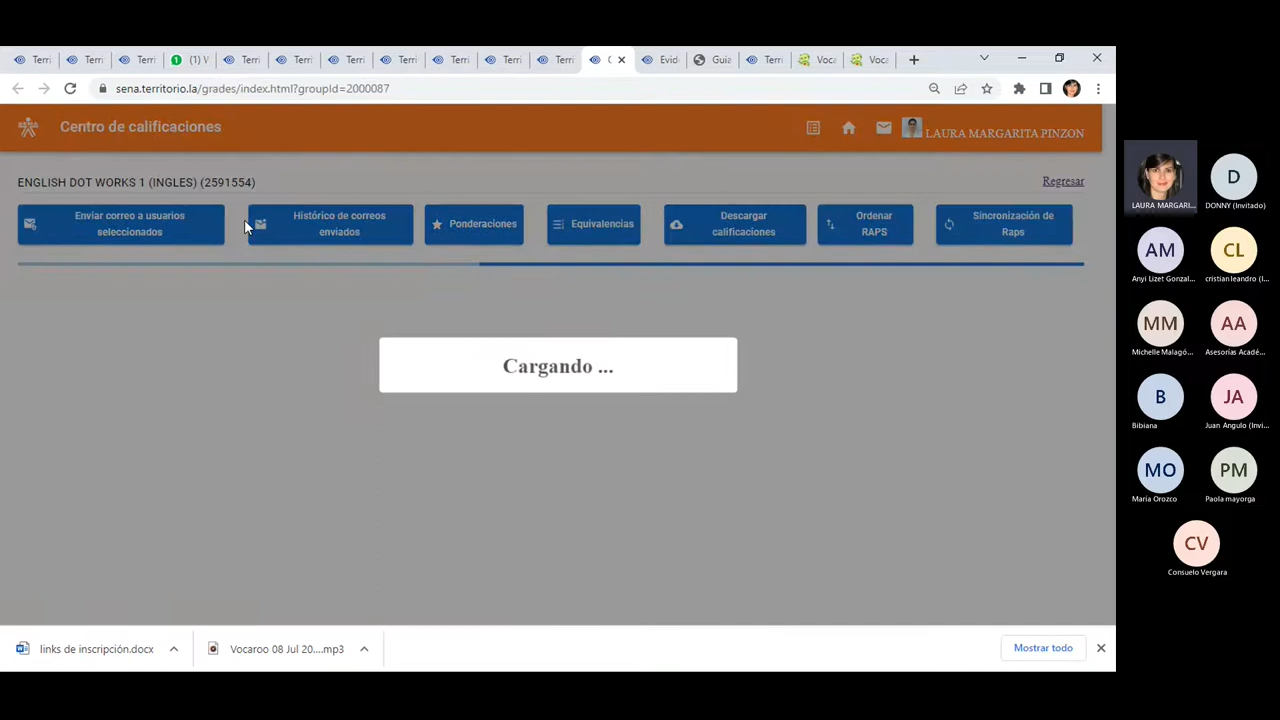 Terri
Terri
Terri
(1) V
Terri
Terri
Terri
Terri
Terri
Terri
Terri
C
Evid
Guia
Terri
Voca
Voca
sena.territorio.la/grades/index.html?groupId=2000087
Centro de calificaciones
LAURA MARGARITA PINZON
ENGLISH DOT WORKS 1 (INGLES) (2591554)
Regresar
Enviar correo a usuarios
seleccionados
Histórico de correos
enviados
Ponderaciones
Equivalencias
Descargar
calificaciones
Ordenar
RAPS
Sincronización de
Raps
Cargando ...
links de inscripción.docx
Vocaroo 08 Jul 20....mp3
Mostrar todo
LAURA MARGARI...
D
DONNY (Invitado)
AM
Anyi Lizet Gonzal...
CL
cristian leandro (I...
MM
Michelle Malagó...
AA
Asesorías Acadé...
B
Bibiana
JA
Juan Angulo (Invi...
MO
María Orozco
PM
Paola mayorga
CV
Consuelo Vergara